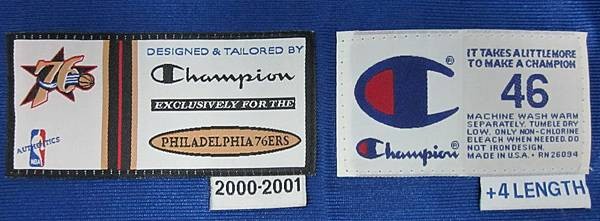 76
AUTHENTICS
NBA
DESIGNED & TAILORED BY
Champion
EXCLUSIVELY FOR THE
PHILADELPHIA 76ERS
2000-2001
Champion
IT TAKES A LITTLE MORE
TO MAKE A CHAMPION
46
MACHINE WASH WARM
SEPARATELY. TUMBLE DRY
LOW. ONLY NON-CHLORINE
BLEACH WHEN NEEDED. DO
NOT IRON DESIGN.
MADE IN U.S.A. • RN26094
+4 LENGTH